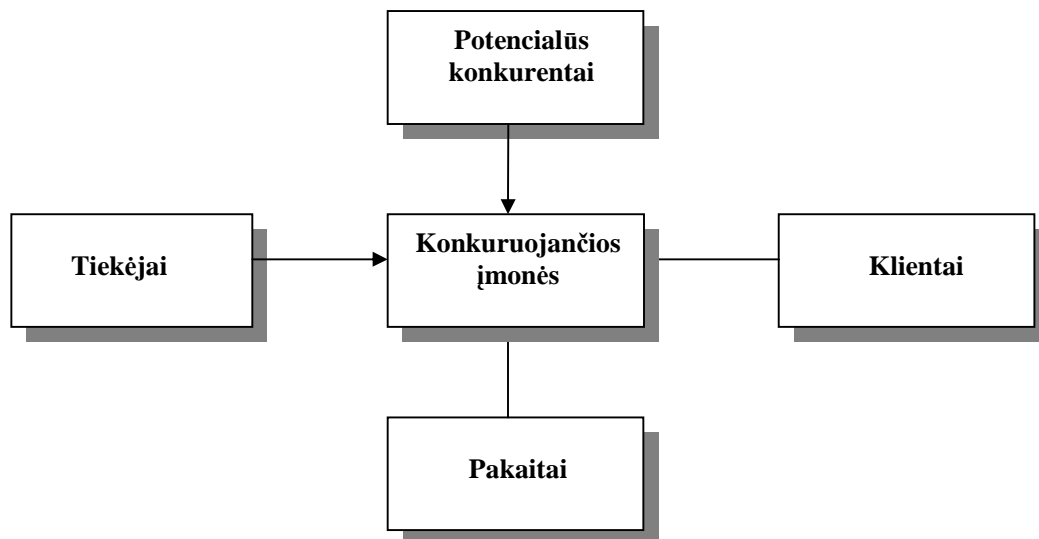 Potencialūs
konkurentai
Tiekėjai
Konkuruojančios
įmonės
Klientai
Pakaitai